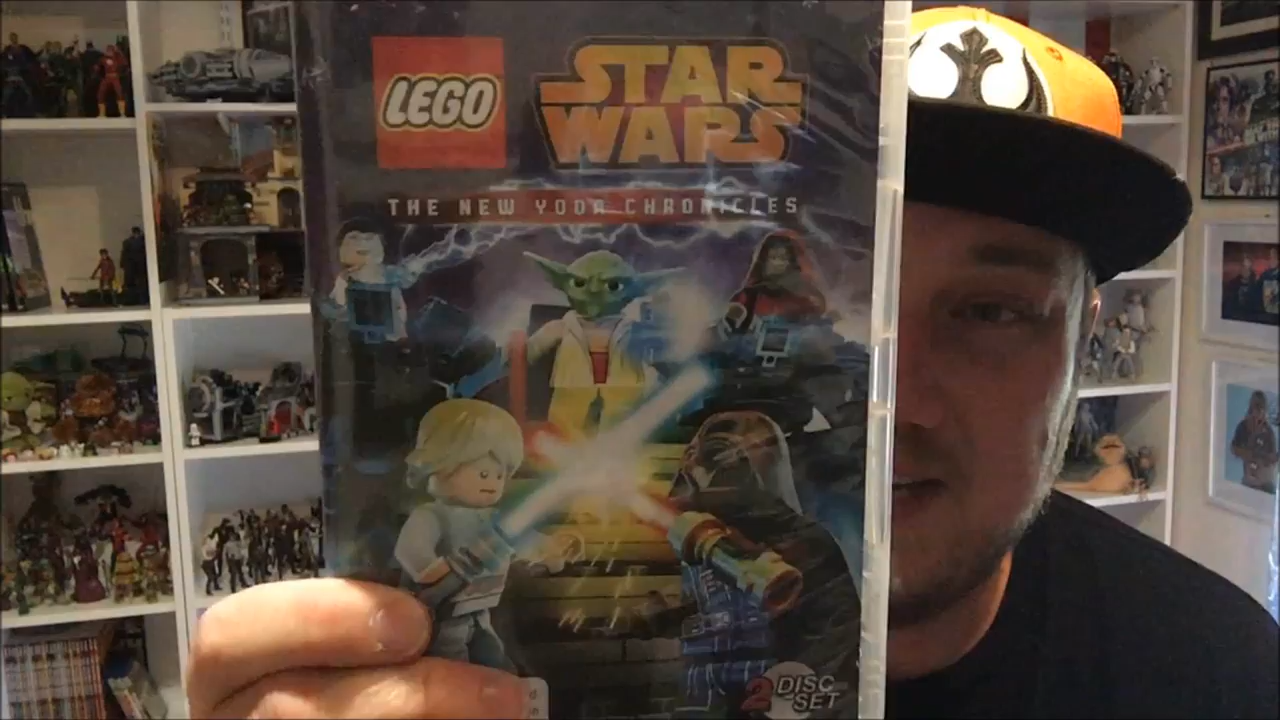 LEGO
STAR
WARS
THE NEW YODA CHRONICLES
2 DISC
SET